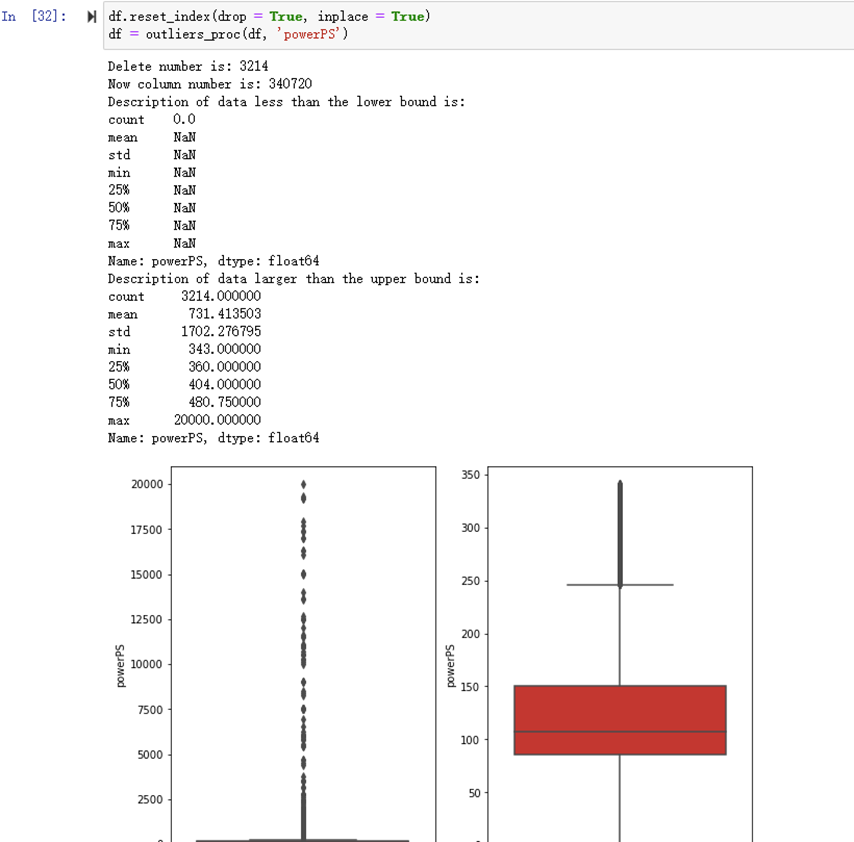 In [32]:
df.reset_index(drop = True, inplace = True)
df = outliers_proc(df, 'powerPS')
Delete number is: 3214
Now column number is: 340720
Description of data less than the lower bound is:
count 0.0
mean NaN
std NaN
min NaN
25% NaN
50% NaN
75% NaN
max NaN
Name: powerPS, dtype: float64
Description of data larger than the upper bound is:
count 3214.000000
mean 731.413503
std 1702.276795
min 343.000000
25% 360.000000
50% 404.000000
75% 480.750000
max 20000.000000
Name: powerPS, dtype: float64
20000
17500
15000
12500
10000
7500
5000
2500
powerPS
350
300
250
200
150
100
50
powerPS